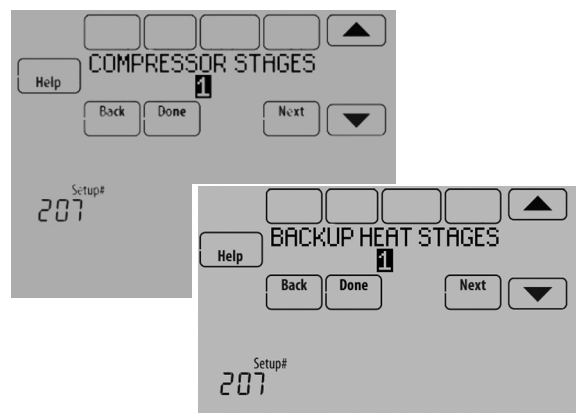 COMPRESSOR STAGES
Help
1
Back Done Next
Setup#
207
BACKUP HEAT STAGES
Help
1
Back Done Next
Setup#
207